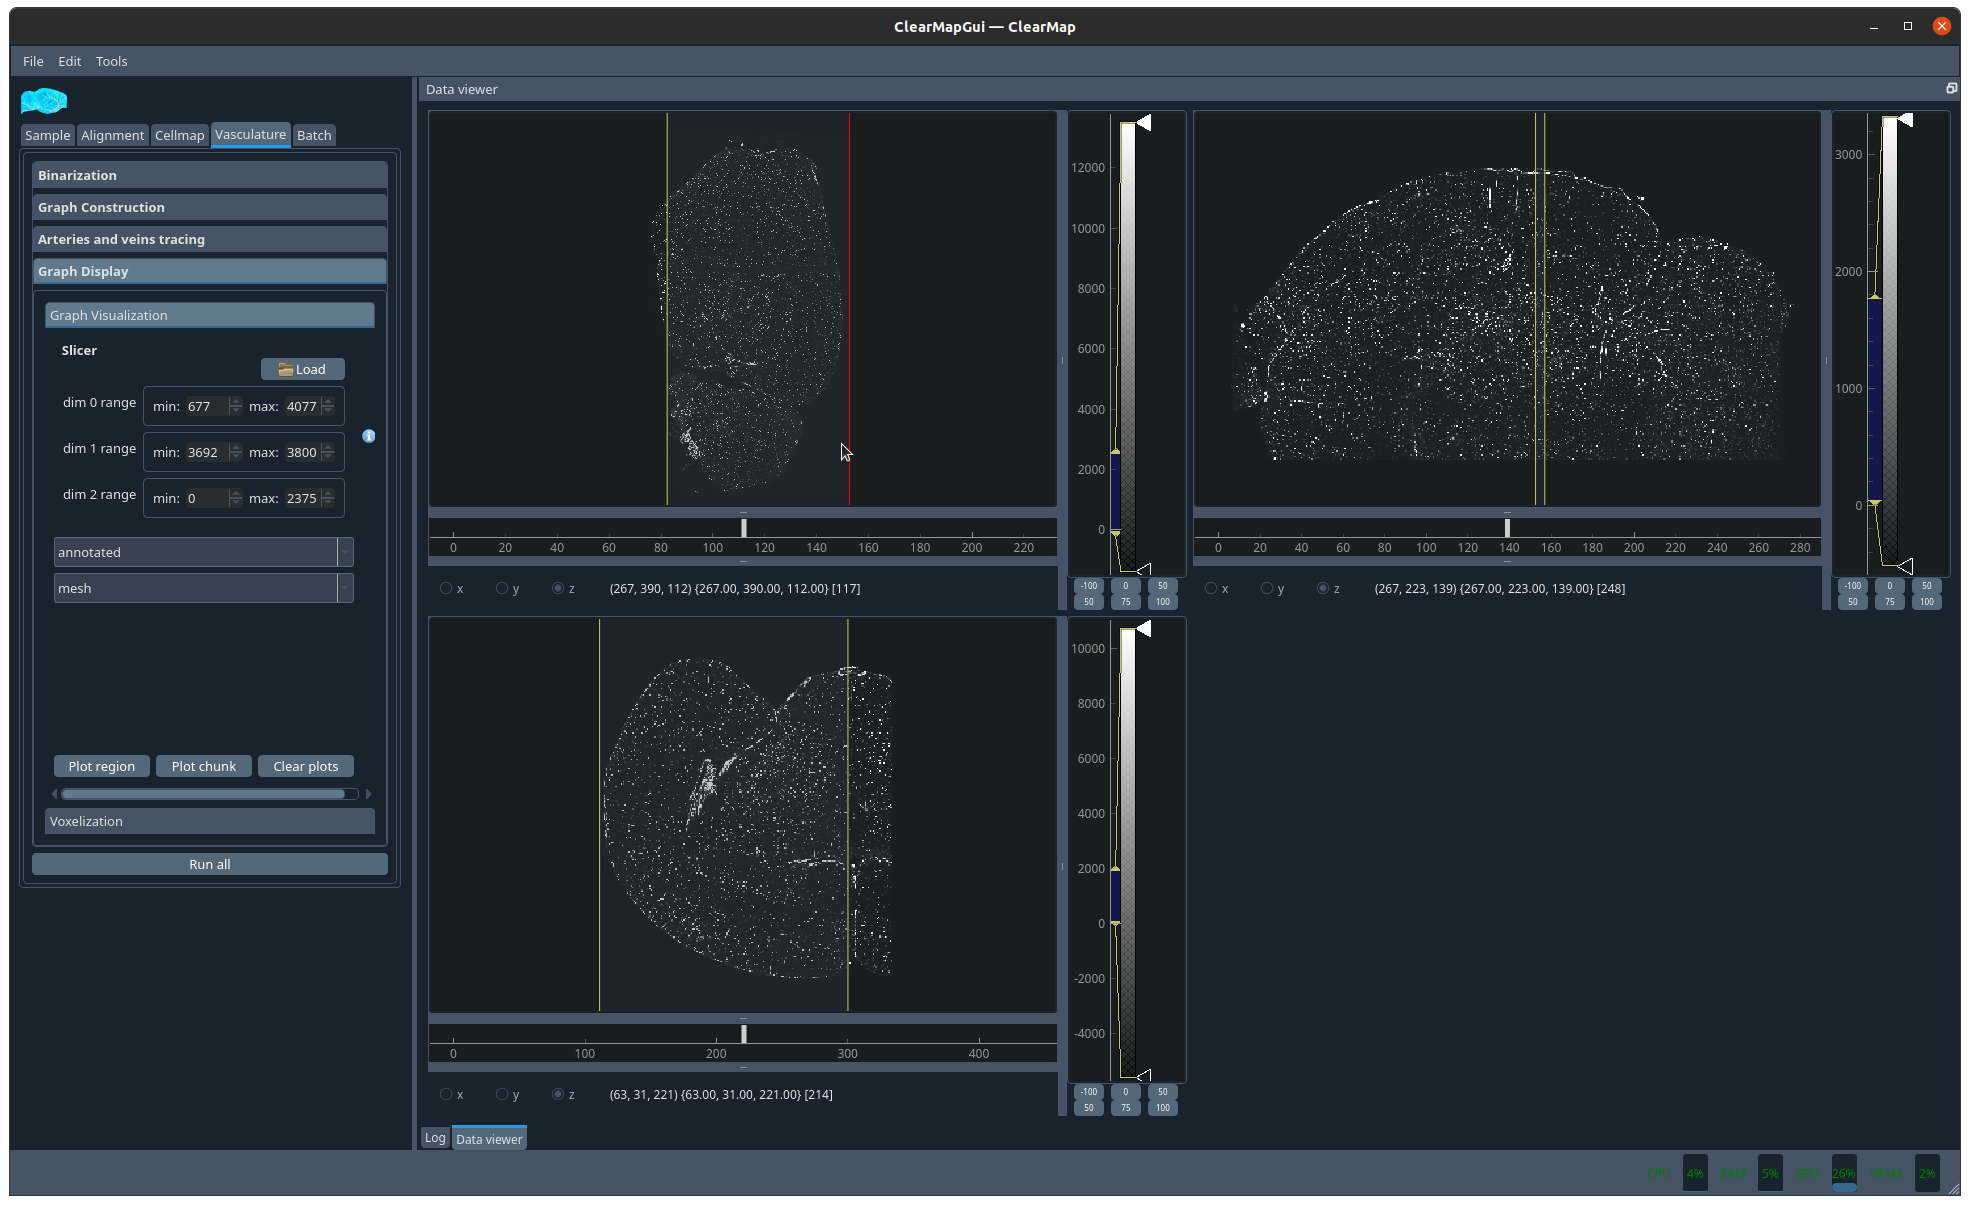 ClearMapGui — ClearMap
File Edit Tools
Sample Alignment Cellmap Vasculature Batch
Binarization
Graph Construction
Arteries and veins tracing
Graph Display
Graph Visualization
Slicer
Load
dim 0 range min: 677 max: 4077
dim 1 range min: 3692 max: 3800
dim 2 range min: 0 max: 2375
annotated
mesh
Plot region Plot chunk Clear plots
Voxelization
Run all
Data viewer
12000
10000
8000
6000
4000
2000
0
0 20 40 60 80 100 120 140 160 180 200 220
x y z (267, 390, 112) {267.00, 390.00, 112.00} [117]
-100 0 50
50 75 100
3000
2000
1000
0
0 20 40 60 80 100 120 140 160 180 200 220 240 260 280
x y z (267, 223, 139) {267.00, 223.00, 139.00} [248]
-100 0 50
50 75 100
10000
8000
6000
4000
2000
0
-2000
-4000
0 100 200 300 400
x y z (63, 31, 221) {63.00, 31.00, 221.00} [214]
-100 0 50
50 75 100
Log Data viewer
CPU 4% RAM 5% GPU 26% 2%